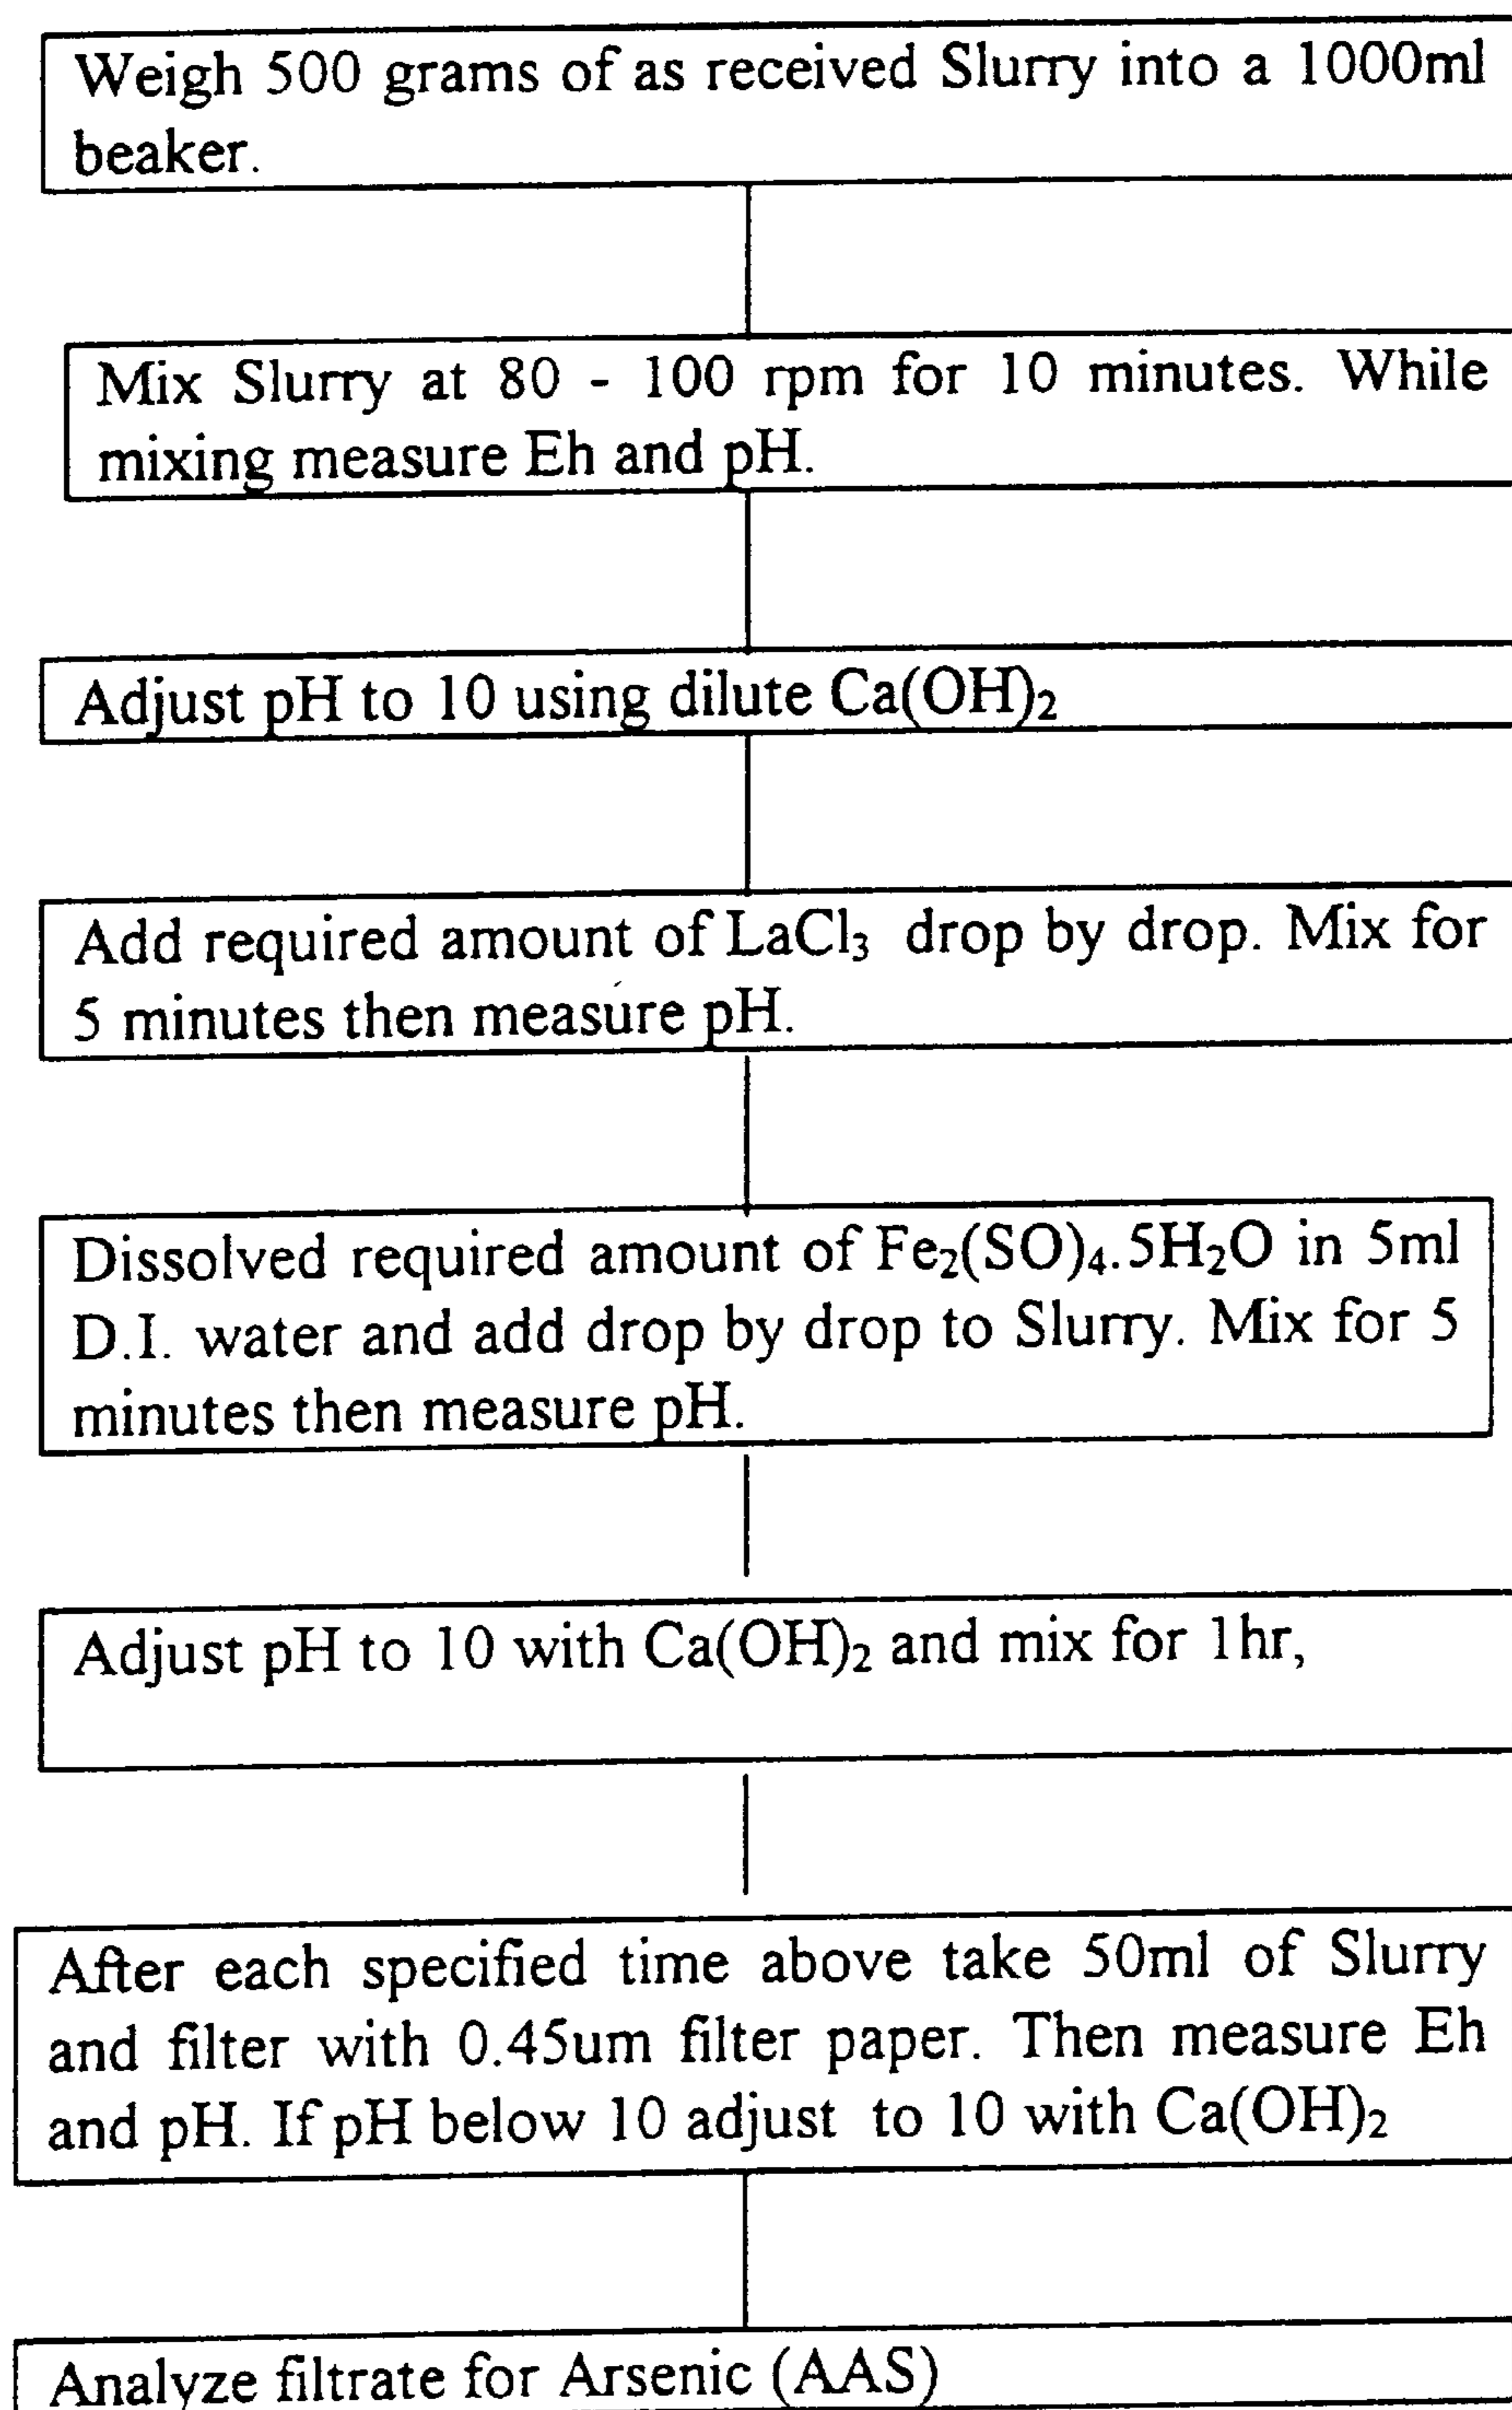 Weigh 500 grams of as received Slurry into a 1000ml
beaker.
Mix Slurry at 80 - 100 rpm for 10 minutes. While
mixing measure Eh and pH.
Adjust pH to 10 using dilute Ca(OH)₂
Add required amount of LaCl₃ drop by drop. Mix for
5 minutes then measure pH.
Dissolved required amount of Fe₂(SO)₄.5H₂O in 5ml
D.I. water and add drop by drop to Slurry. Mix for 5
minutes then measure pH.
Adjust pH to 10 with Ca(OH)₂ and mix for 1hr,
After each specified time above take 50ml of Slurry
and filter with 0.45um filter paper. Then measure Eh
and pH. If pH below 10 adjust to 10 with Ca(OH)₂
Analyze filtrate for Arsenic (AAS)